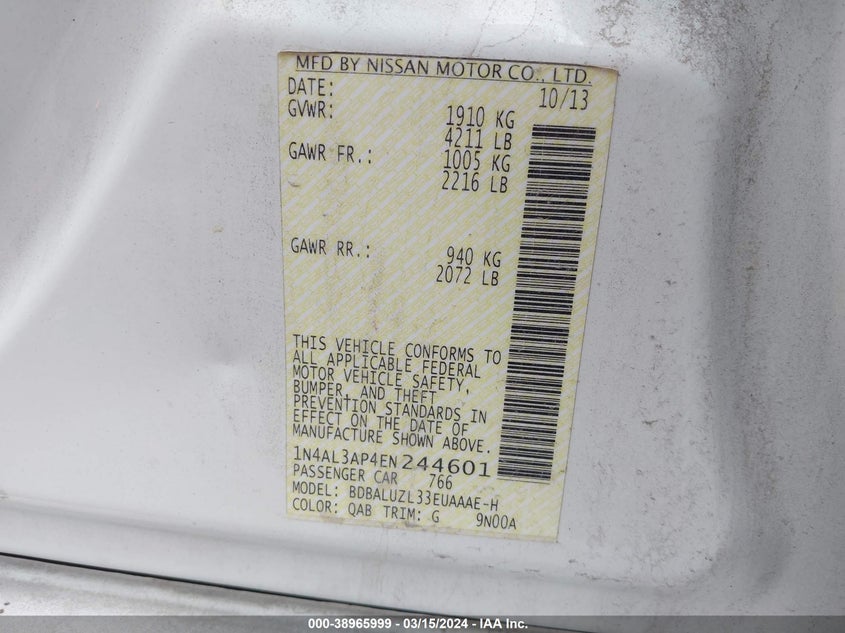 MFD BY NISSAN MOTOR CO., LTD.
DATE: 10/13
GVWR: 1910 KG
4211 LB
GAWR FR.: 1005 KG
2216 LB
GAWR RR.: 940 KG
2072 LB
THIS VEHICLE CONFORMS TO
ALL APPLICABLE FEDERAL
MOTOR VEHICLE SAFETY,
BUMPER, AND THEFT
PREVENTION STANDARDS IN
EFFECT ON THE DATE OF
MANUFACTURE SHOWN ABOVE.
1N4AL3AP4EN244601
PASSENGER CAR 766
MODEL: BDBALUZL33EUAAAE-H
COLOR: QAB TRIM: G 9N00A
000-38965999 - 03/15/2024 - IAA Inc.